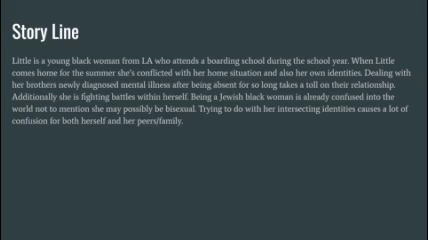 Story Line
Little is a young black woman from LA who attends a boarding school during the school year. When Little
comes home for the summer she's conflicted with her home situation and also her own identities. Dealing with
her brothers newly diagnosed mental illness after being absent for so long takes a toll on their relationship.
Additionally she is fighting battles within herself. Being a Jewish black woman is already confused into the
world not to mention she may possibly be bisexual. Trying to do with her intersecting identities causes a lot of
confusion for both herself and her peers/family.